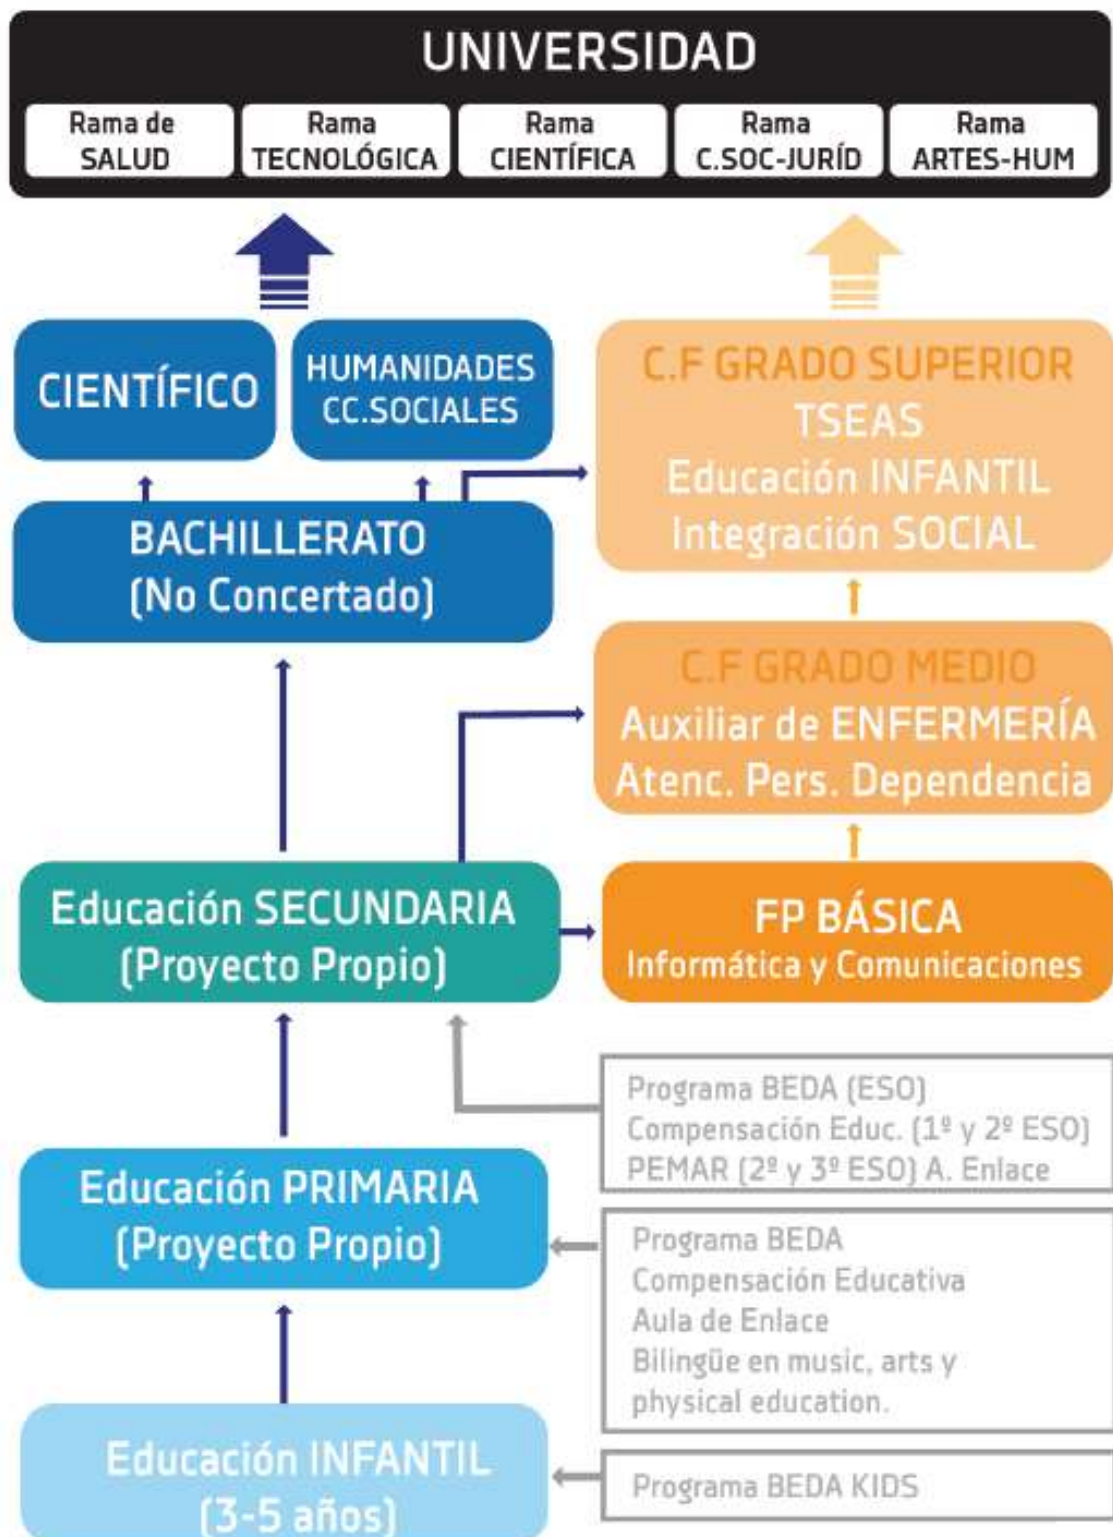 UNIVERSIDAD
Rama de
SALUD
Rama
TECNOLÓGICA
Rama
CIENTÍFICA
Rama
C.SOC-JURÍD
Rama
ARTES-HUM
CIENTÍFICO
HUMANIDADES
CC.SOCIALES
C.F GRADO SUPERIOR
TSEAS
Educación INFANTIL
Integración SOCIAL
BACHILLERATO
(No Concertado)
C.F GRADO MEDIO
Auxiliar de ENFERMERÍA
Atenc. Pers. Dependencia
Educación SECUNDARIA
(Proyecto Propio)
FP BÁSICA
Informática y Comunicaciones
Programa BEDA (ESO)
Compensación Educ. (1º y 2º ESO)
PEMAR (2º y 3º ESO) A. Enlace
Educación PRIMARIA
(Proyecto Propio)
Programa BEDA
Compensación Educativa
Aula de Enlace
Bilingüe en music, arts y
physical education.
Educación INFANTIL
(3-5 años)
Programa BEDA KIDS